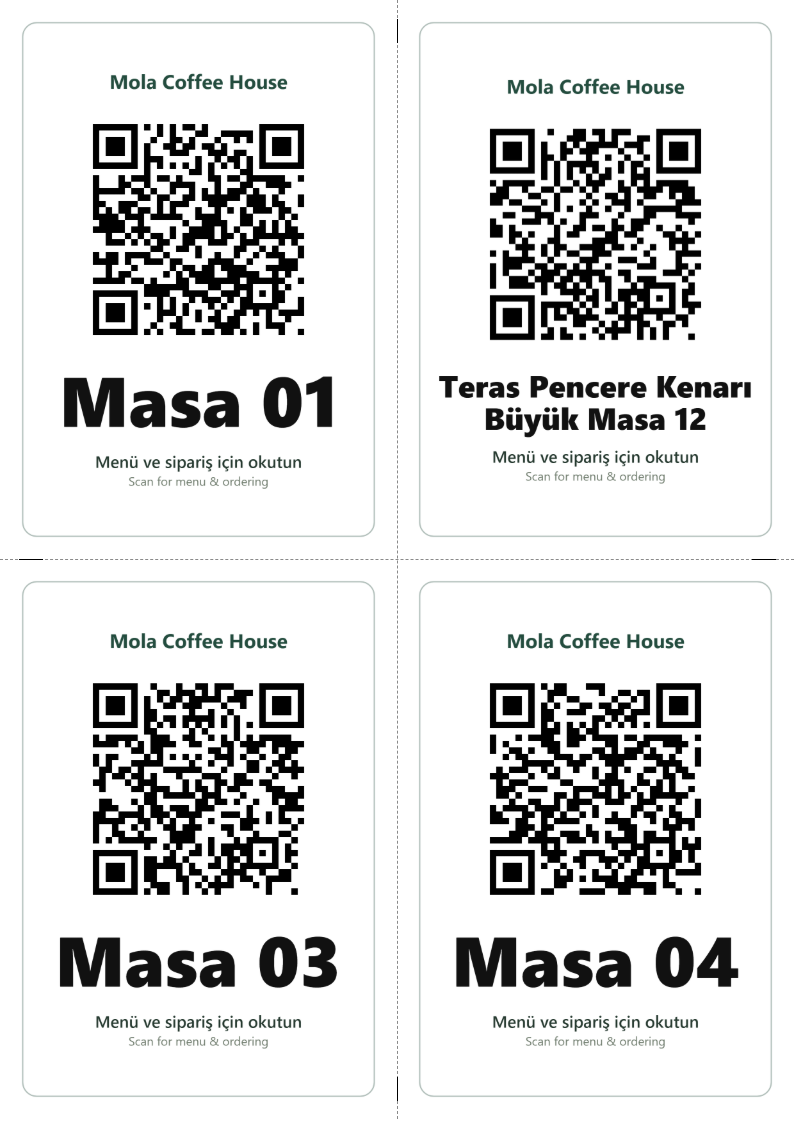 Mola Coffee House
Masa 01
Menü ve sipariş için okutun
Scan for menu & ordering
Mola Coffee House
Teras Pencere Kenarı
Büyük Masa 12
Menü ve sipariş için okutun
Scan for menu & ordering
Mola Coffee House
Masa 03
Menü ve sipariş için okutun
Scan for menu & ordering
Mola Coffee House
Masa 04
Menü ve sipariş için okutun
Scan for menu & ordering